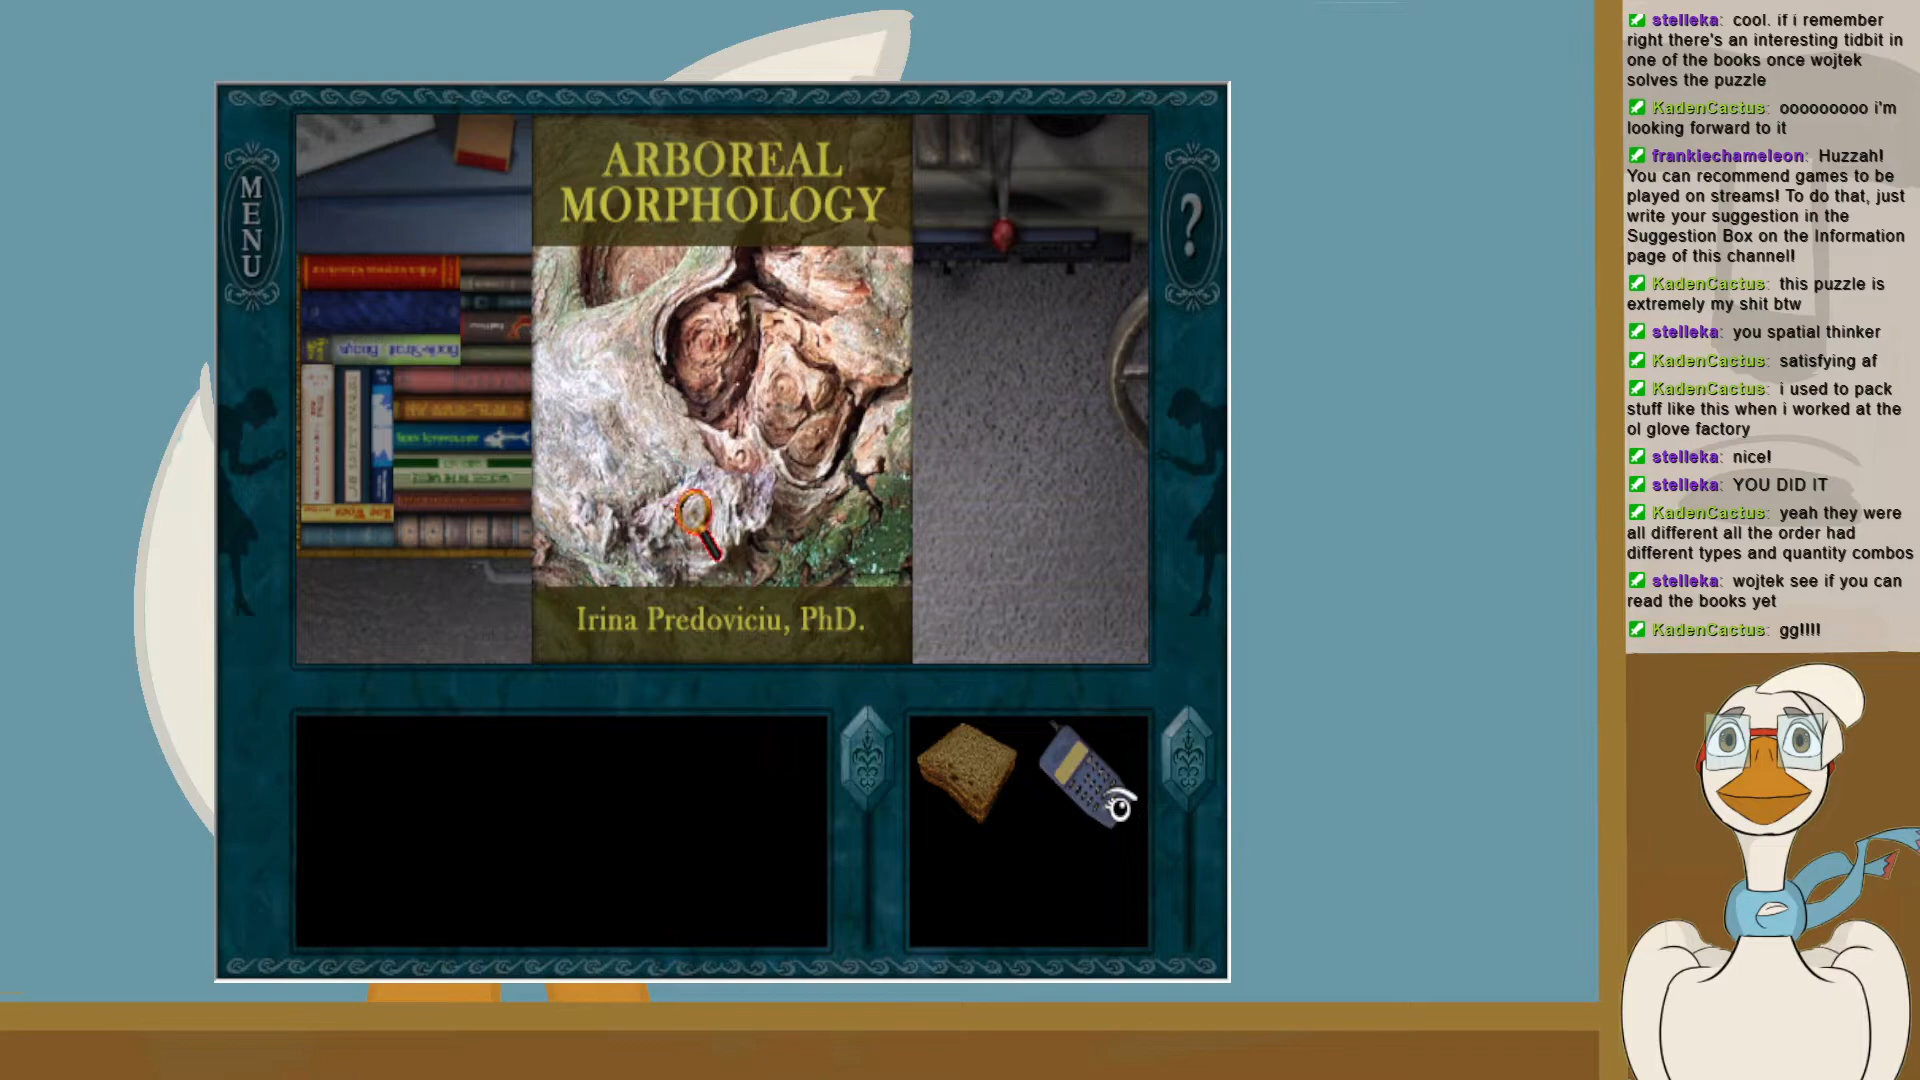 MENU
ARBOREAL
MORPHOLOGY
Irina Predoviciu, PhD.
?
stelleka: cool. if i remember
right there's an interesting tidbit in
one of the books once wojtek
solves the puzzle
KadenCactus: ooooooooo i'm
looking forward to it
frankiechameleon: Huzzah!
You can recommend games to be
played on streams! To do that, just
write your suggestion in the
Suggestion Box on the Information
page of this channel!
KadenCactus: this puzzle is
extremely my shit btw
stelleka: you spatial thinker
KadenCactus: satisfying af
KadenCactus: i used to pack
stuff like this when i worked at the
ol glove factory
stelleka: nice!
stelleka: YOU DID IT
KadenCactus: yeah they were
all different all the order had
different types and quantity combos
stelleka: wojtek see if you can
read the books yet
KadenCactus: gg!!!!